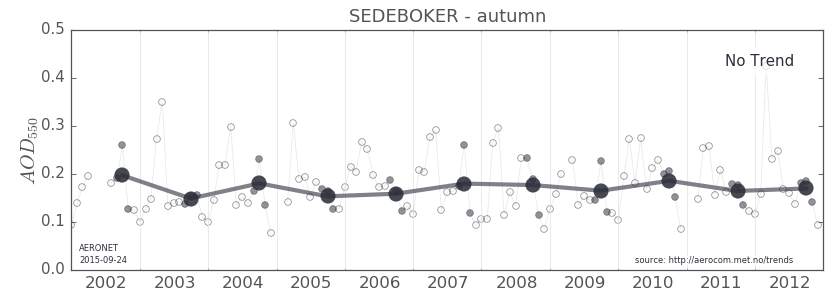 SEDEBOKER - autumn
No Trend
0.5
0.4
0.3
0.2
0.1
0.0
AOD550
AERONET
2015-09-24
source: http://aerocom.met.no/trends
2002 2003 2004 2005 2006 2007 2008 2009 2010 2011 2012